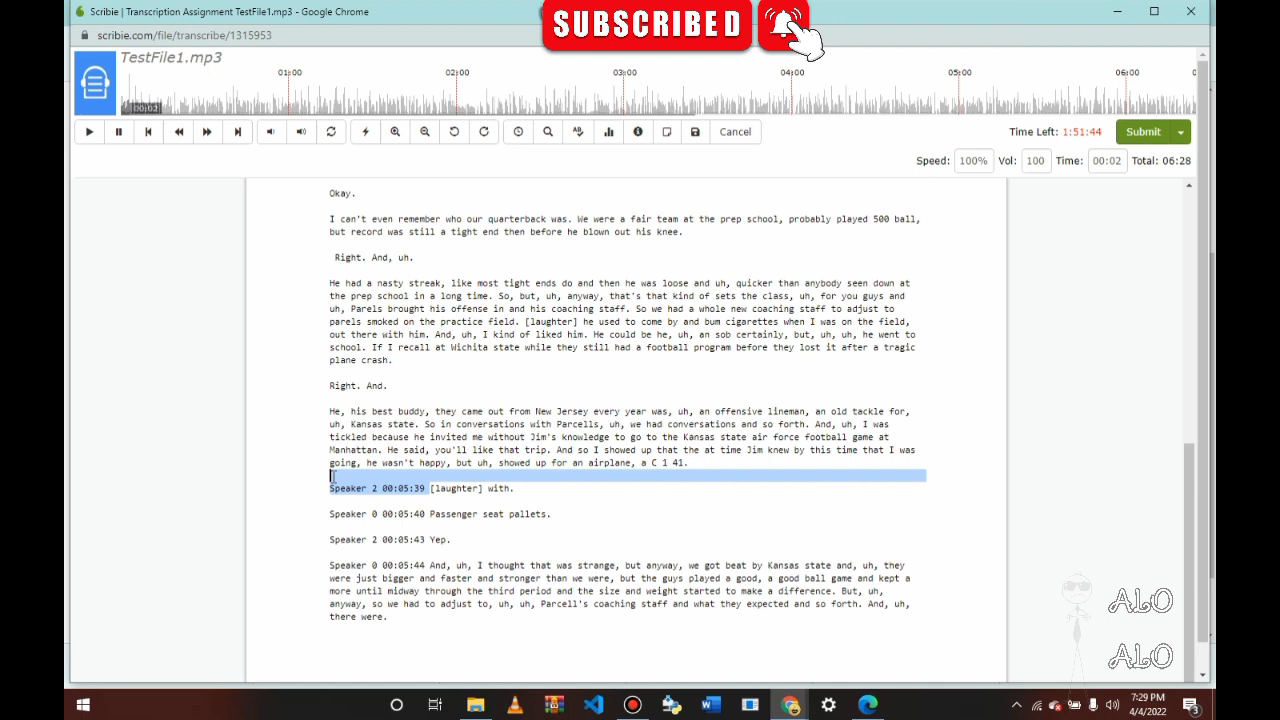 Scribie | Transcription Assignment TestFile1.mp3 - Google Chrome
SUBSCRIBED
scribie.com/file/transcribe/1315953
TestFile1.mp3
01:00 02:00 03:00 04:00 05:00 06:00 0
00:02
Cancel
Time Left: 1:51:44
Submit
Speed: 100% Vol: 100 Time: 00:02 Total: 06:28
Okay.
I can't even remember who our quarterback was. We were a fair team at the prep school, probably played 500 ball,
but record was still a tight end then before he blown out his knee.
Right. And, uh.
He had a nasty streak, like most tight ends do and then he was loose and uh, quicker than anybody seen down at
the prep school in a long time. So, but, uh, anyway, that's that kind of sets the class, uh, for you guys and
uh, Parels brought his offense in and his coaching staff. So we had a whole new coaching staff to adjust to
parels smoked on the practice field. [laughter] he used to come by and bum cigarettes when I was on the field,
out there with him. And, uh, I kind of liked him. He could be he, uh, an sob certainly, but, uh, uh, he went to
school. If I recall at Wichita state while they still had a football program before they lost it after a tragic
plane crash.
Right. And.
He, his best buddy, they came out from New Jersey every year was, uh, an offensive lineman, an old tackle for,
uh, Kansas state. So in conversations with Parcells, uh, we had conversations and so forth. And, uh, I was
tickled because he invited me without Jim's knowledge to go to the Kansas state air force football game at
Manhattan. He said, you'll like that trip. And so I showed up that the at time Jim knew by this time that I was
going, he wasn't happy, but uh, showed up for an airplane, a C 1 41.
Speaker 2 00:05:39 [laughter] with.
Speaker 0 00:05:40 Passenger seat pallets.
Speaker 2 00:05:43 Yep.
Speaker 0 00:05:44 And, uh, I thought that was strange, but anyway, we got beat by Kansas state and, uh, they
were just bigger and faster and stronger than we were, but the guys played a good, a good ball game and kept a
more until midway through the third period and the size and weight started to make a difference. But, uh,
anyway, so we had to adjust to, uh, uh, Parcell's coaching staff and what they expected and so forth. And, uh,
there were.
ALO
ALO
7:29 PM
4/4/2022
3